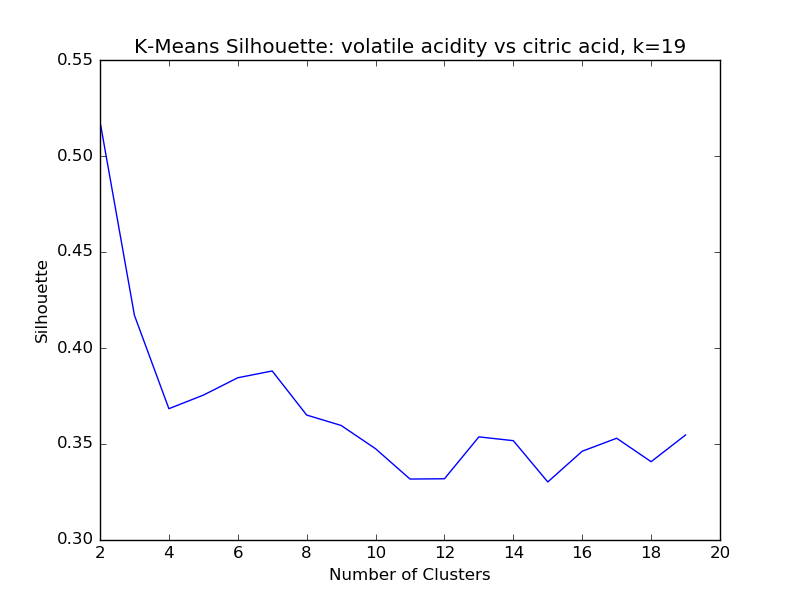 K-Means Silhouette: volatile acidity vs citric acid, k=19
0.55
0.50
0.45
0.40
0.35
0.30
Silhouette
2 4 6 8 10 12 14 16 18 20
Number of Clusters